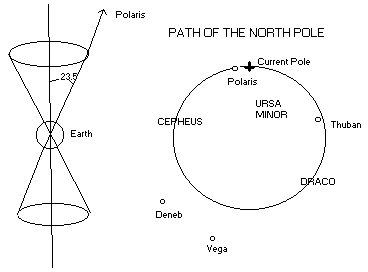 Polaris
23.5
Earth
PATH OF THE NORTH POLE
Current Pole
Polaris
URSA
MINOR
CEPHEUS
Thuban
DRACO
Deneb
Vega